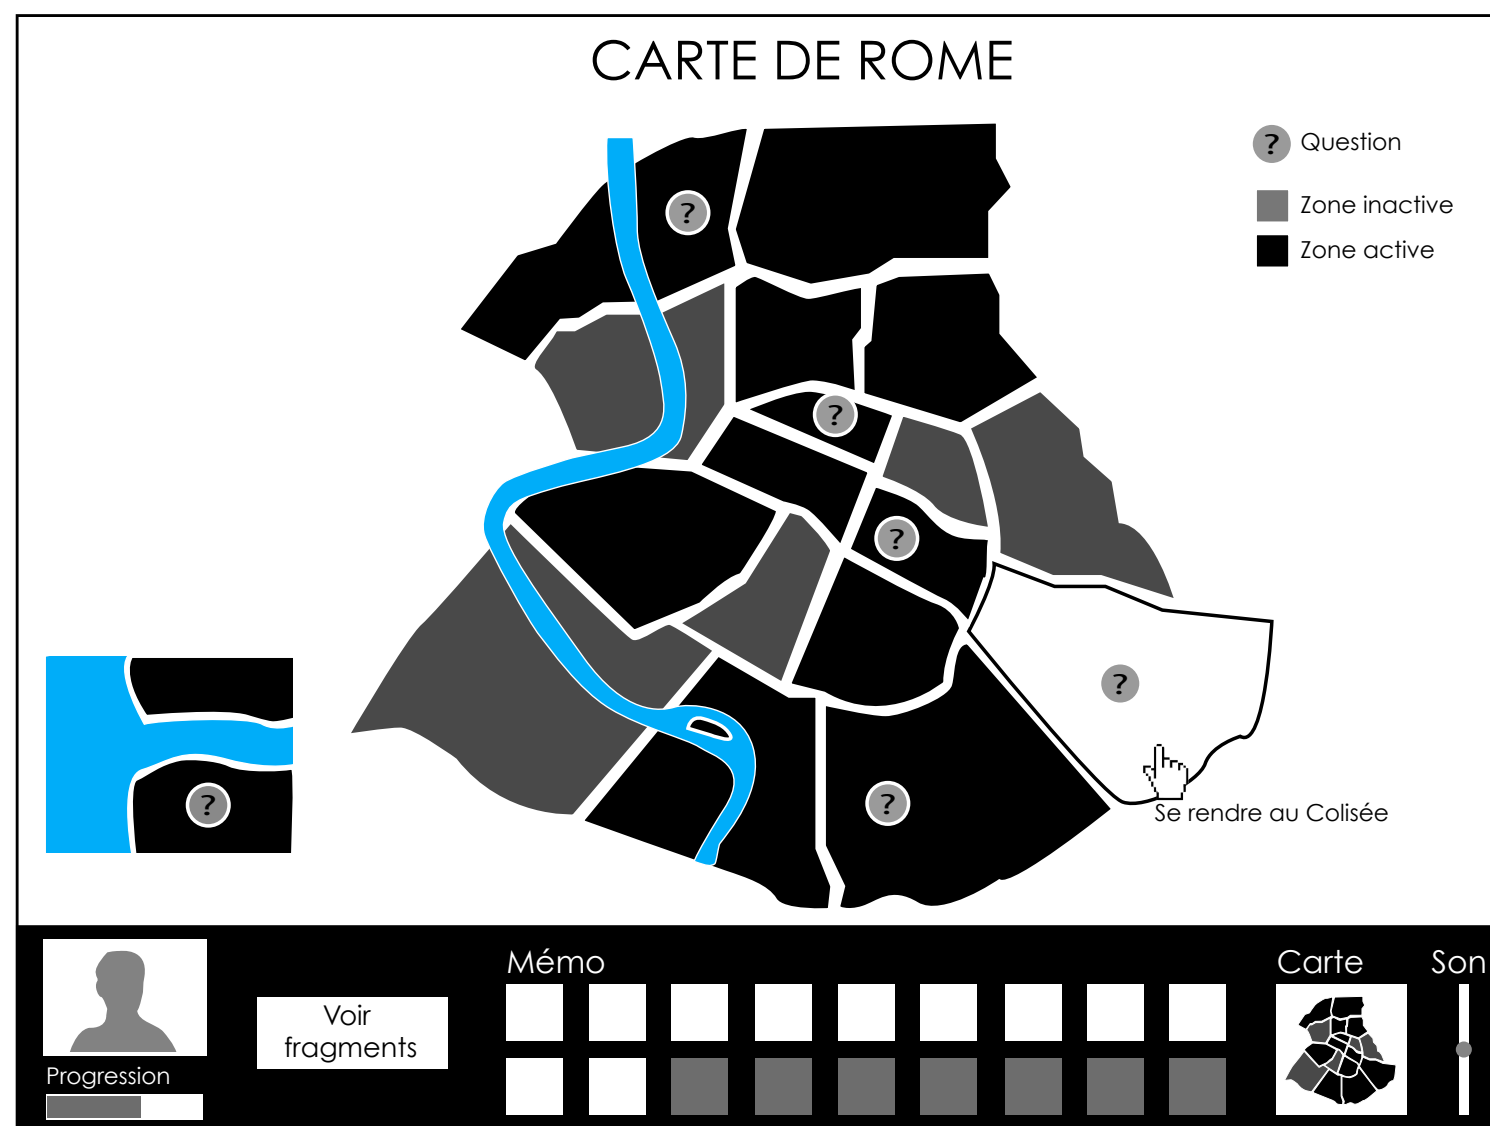 CARTE DE ROME
?
Question
Zone inactive
Zone active
?
?
?
?
?
?
Se rendre au Colisée
Mémo
Carte
Son
Voir
fragments
Progression